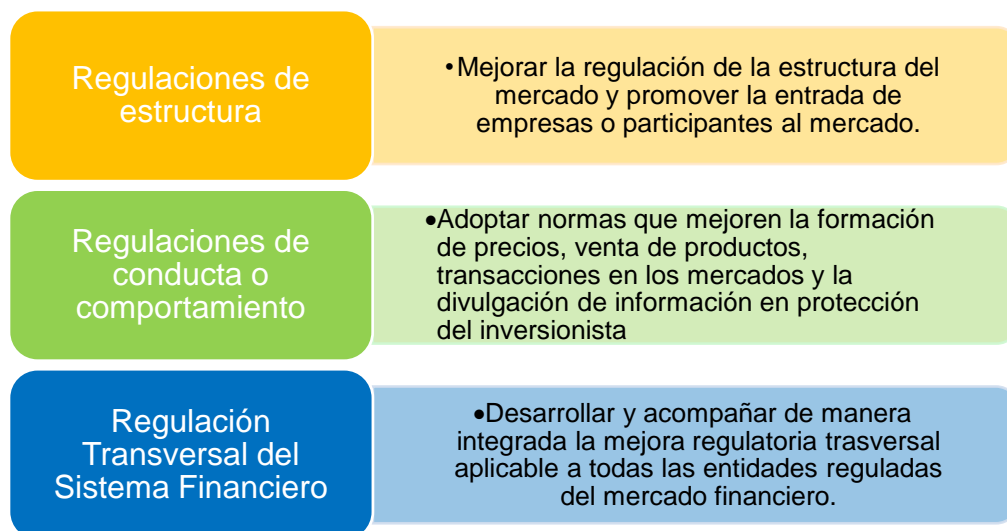 Regulaciones de
estructura
•Mejorar la regulación de la estructura del
mercado y promover la entrada de
empresas o participantes al mercado.
Regulaciones de
conducta o
comportamiento
•Adoptar normas que mejoren la formación
de precios, venta de productos,
transacciones en los mercados y la
divulgación de información en protección
del inversionista
Regulación
Transversal del
Sistema Financiero
•Desarrollar y acompañar de manera
integrada la mejora regulatoria trasversal
aplicable a todas las entidades reguladas
del mercado financiero.